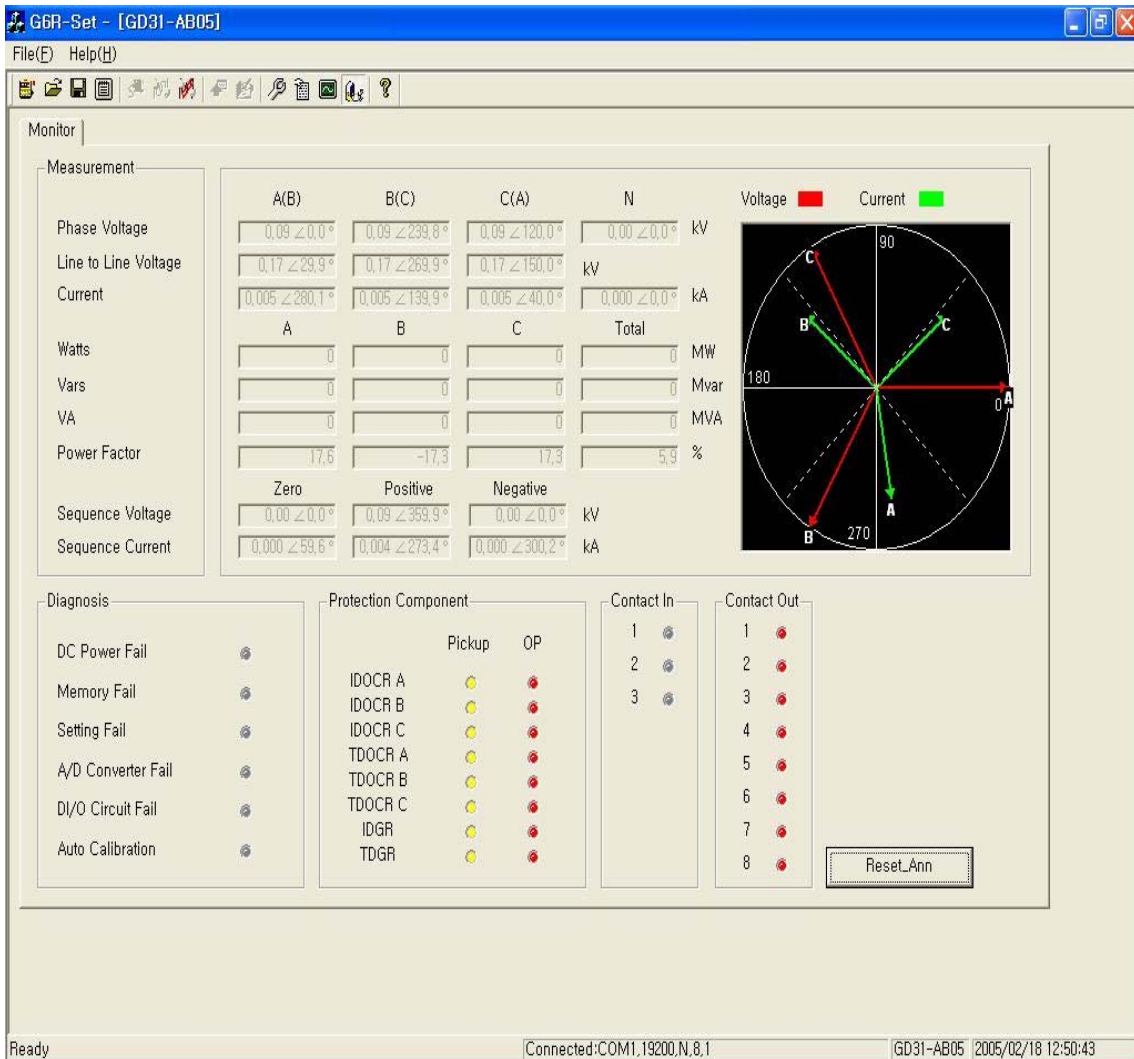 G6R-Set - [GD31-AB05]
File(F) Help(H)
Monitor
Measurement
A(B) B(C) C(A) N
Phase Voltage 0,09 ∠0,0° 0,09 ∠239,8° 0,09 ∠120,0° 0,00 ∠0,0° kV
Line to Line Voltage 0,17 ∠29,9° 0,17 ∠269,9° 0,17 ∠150,0° kV
Current 0,005 ∠280,1° 0,005 ∠139,9° 0,005 ∠40,0° 0,000 ∠0,0° kA
A B C Total
Watts 0 0 0 0 MW
Vars 0 0 0 0 Mvar
VA 0 0 0 0 MVA
Power Factor 17,6 -17,3 17,3 5,9 %
Zero Positive Negative
Sequence Voltage 0,00 ∠0,0° 0,09 ∠359,9° 0,00 ∠0,0° kV
Sequence Current 0,000 ∠59,6° 0,004 ∠273,4° 0,000 ∠300,2° kA
Voltage Current
90
C
B C
180
0 A
A
B 270
Diagnosis
DC Power Fail
Memory Fail
Setting Fail
A/D Converter Fail
DI/O Circuit Fail
Auto Calibration
Protection Component
Pickup OP
IDOCR A
IDOCR B
IDOCR C
TDOCR A
TDOCR B
TDOCR C
IDGR
TDGR
Contact In
1
2
3
Contact Out
1
2
3
4
5
6
7
8
Reset_Ann
Ready Connected:COM1,19200,N,8,1 GD31-AB05 2005/02/18 12:50:43